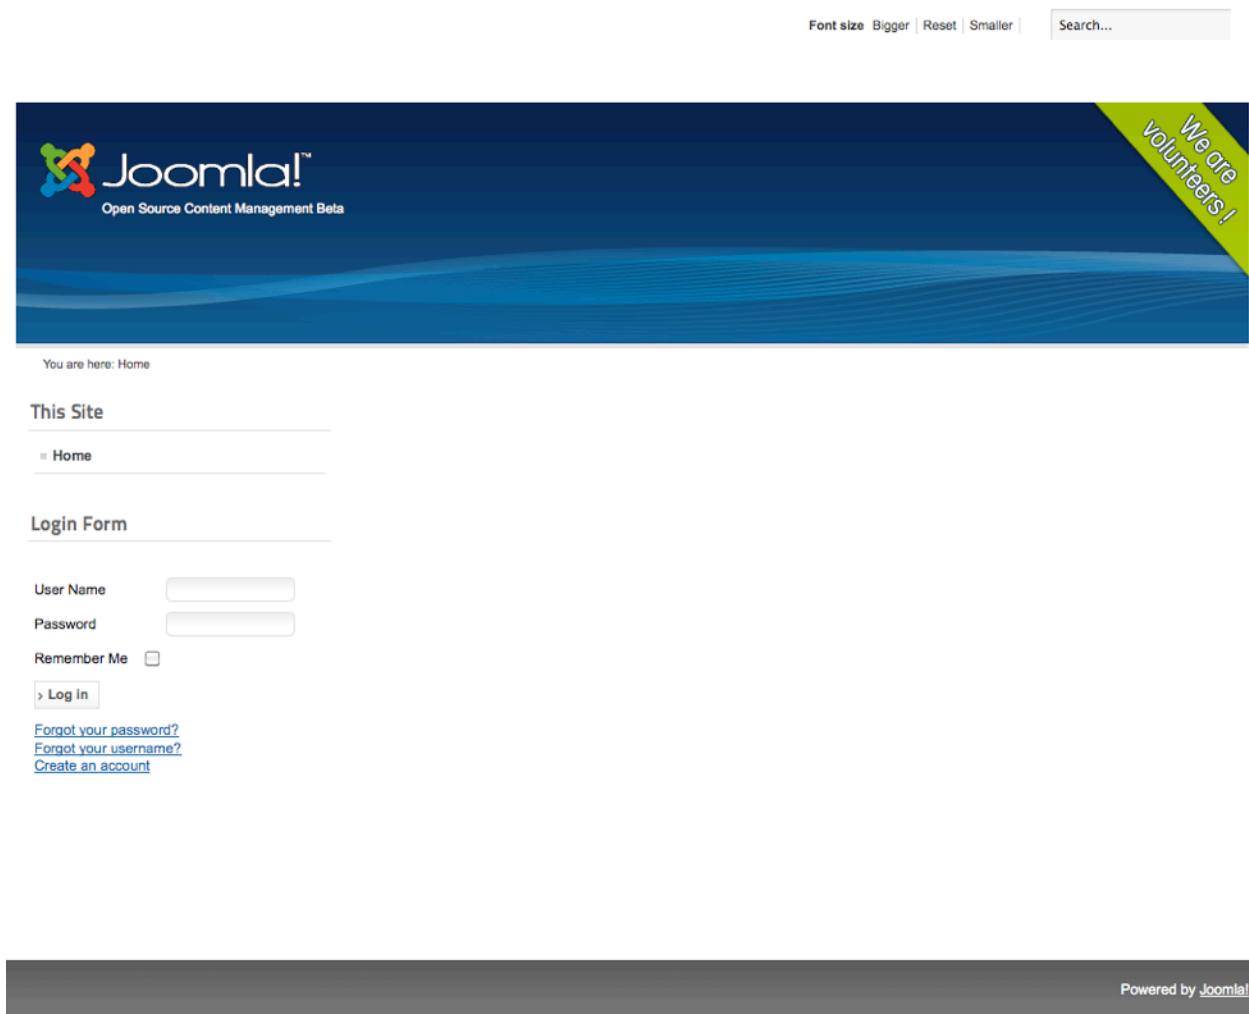 Font size Bigger Reset Smaller
Search...
Joomla!™
Open Source Content Management Beta
We are
volunteers!
You are here: Home
This Site
Home
Login Form
User Name
Password
Remember Me
› Log in
Forgot your password?
Forgot your username?
Create an account
Powered by Joomla!